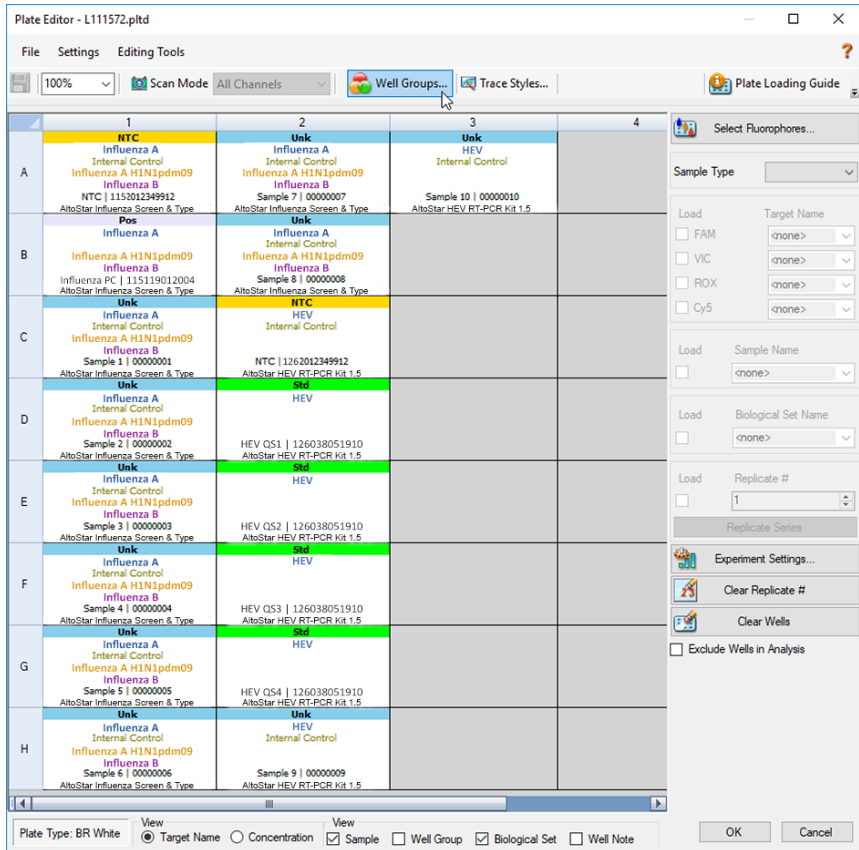 Plate Editor - L111572.pltd
File Settings Editing Tools ?
100% Scan Mode All Channels Well Groups... Trace Styles... Plate Loading Guide
1 2 3 4
A
NTC
Influenza A
Internal Control
Influenza A H1N1pdm09
Influenza B
NTC | 1152012349912
AltoStar Influenza Screen & Type
Unk
Influenza A
Internal Control
Influenza A H1N1pdm09
Influenza B
Sample 7 | 00000007
AltoStar Influenza Screen & Type
Unk
HEV
Internal Control
Sample 10 | 00000010
AltoStar HEV RT-PCR Kit 1.5
B
Pos
Influenza A
Influenza A H1N1pdm09
Influenza B
Influenza PC | 115119012004
AltoStar Influenza Screen & Type
Unk
Influenza A
Internal Control
Influenza A H1N1pdm09
Influenza B
Sample 8 | 00000008
AltoStar Influenza Screen & Type
C
Unk
Influenza A
Internal Control
Influenza A H1N1pdm09
Influenza B
Sample 1 | 00000001
AltoStar Influenza Screen & Type
NTC
HEV
Internal Control
NTC | 1262012349912
AltoStar HEV RT-PCR Kit 1.5
D
Unk
Influenza A
Internal Control
Influenza A H1N1pdm09
Influenza B
Sample 2 | 00000002
AltoStar Influenza Screen & Type
Std
HEV
HEV QS1 | 126038051910
AltoStar HEV RT-PCR Kit 1.5
E
Unk
Influenza A
Internal Control
Influenza A H1N1pdm09
Influenza B
Sample 3 | 00000003
AltoStar Influenza Screen & Type
Std
HEV
HEV QS2 | 126038051910
AltoStar HEV RT-PCR Kit 1.5
F
Unk
Influenza A
Internal Control
Influenza A H1N1pdm09
Influenza B
Sample 4 | 00000004
AltoStar Influenza Screen & Type
Std
HEV
HEV QS3 | 126038051910
AltoStar HEV RT-PCR Kit 1.5
G
Unk
Influenza A
Internal Control
Influenza A H1N1pdm09
Influenza B
Sample 5 | 00000005
AltoStar Influenza Screen & Type
Std
HEV
HEV QS4 | 126038051910
AltoStar HEV RT-PCR Kit 1.5
H
Unk
Influenza A
Internal Control
Influenza A H1N1pdm09
Influenza B
Sample 6 | 00000006
AltoStar Influenza Screen & Type
Unk
HEV
Internal Control
Sample 9 | 00000009
AltoStar HEV RT-PCR Kit 1.5
Select Fluorophores...
Sample Type
Load Target Name
FAM <none>
VIC <none>
ROX <none>
Cy5 <none>
Load Sample Name
<none>
Load Biological Set Name
<none>
Load Replicate #
1
Replicate Series
Experiment Settings...
Clear Replicate #
Clear Wells
Exclude Wells in Analysis
Plate Type: BR White
View
Target Name Concentration
View
Sample Well Group Biological Set Well Note
OK Cancel